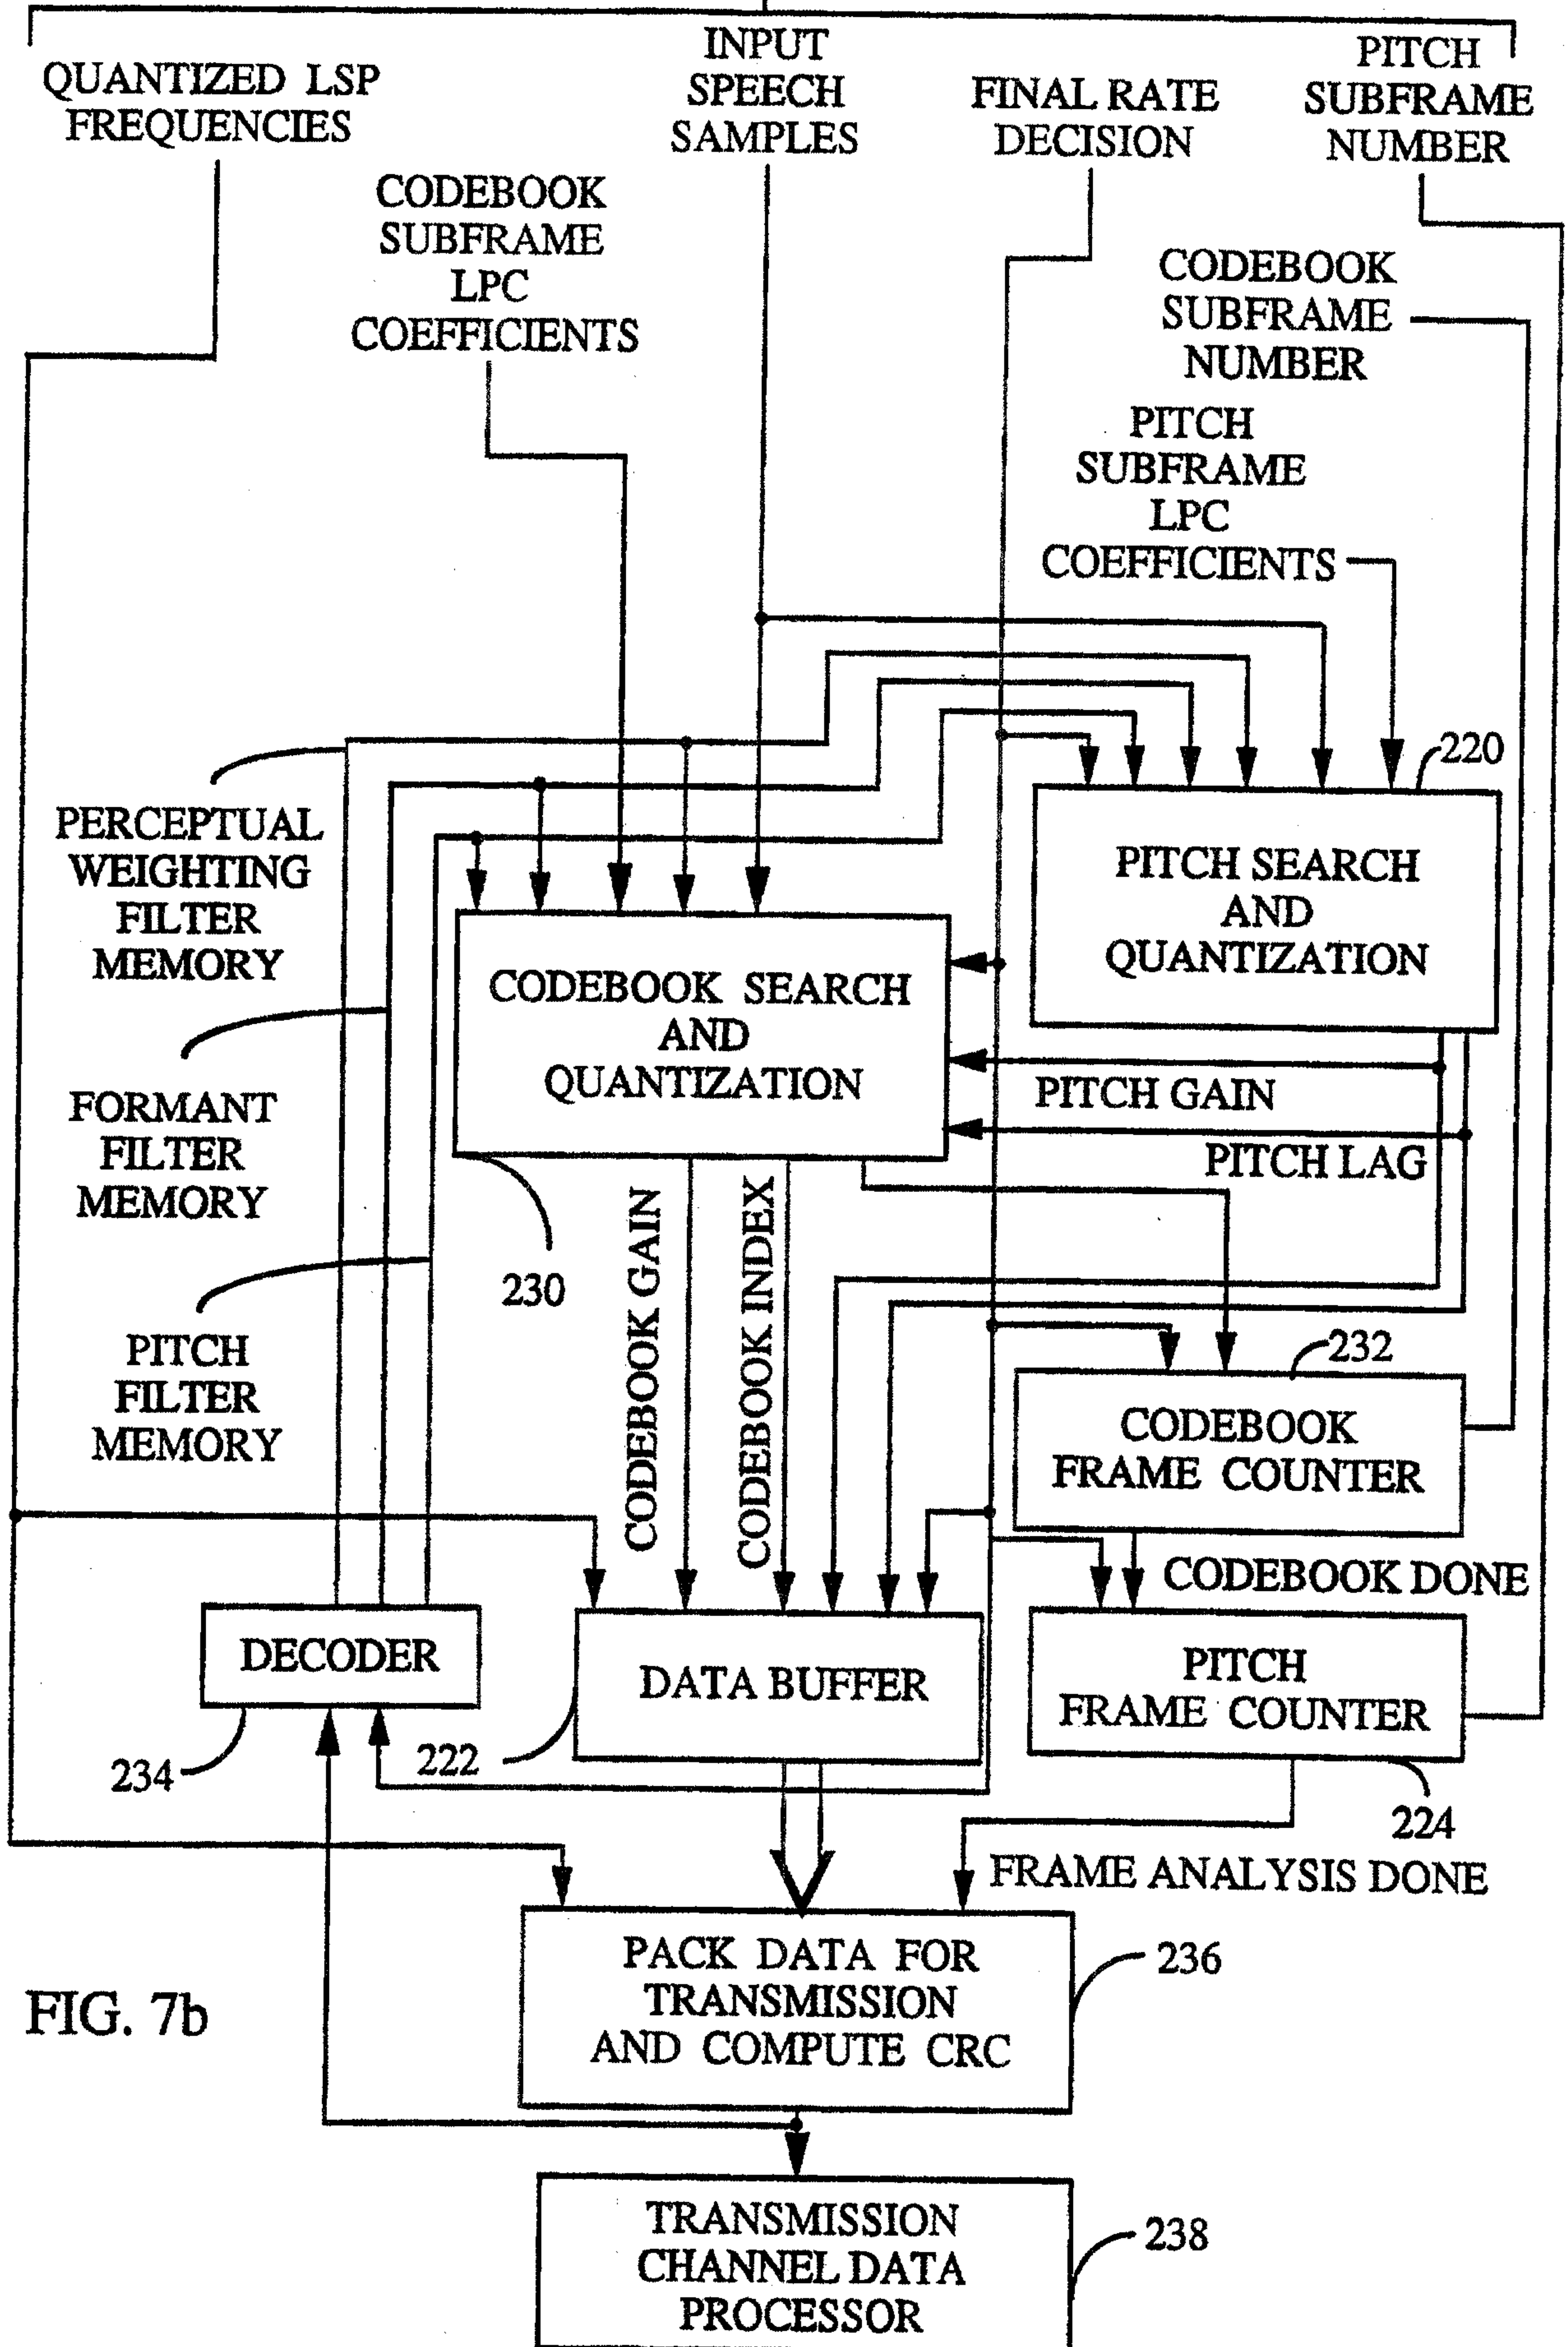 QUANTIZED LSP
FREQUENCIES
INPUT
SPEECH
SAMPLES
FINAL RATE
DECISION
PITCH
SUBFRAME
NUMBER
CODEBOOK
SUBFRAME
LPC
COEFFICIENTS
CODEBOOK
SUBFRAME
NUMBER
PITCH
SUBFRAME
LPC
COEFFICIENTS
220
PERCEPTUAL
WEIGHTING
FILTER
MEMORY
PITCH SEARCH
AND
QUANTIZATION
CODEBOOK SEARCH
AND
QUANTIZATION
PITCH GAIN
PITCH LAG
FORMANT
FILTER
MEMORY
230
CODEBOOK GAIN
CODEBOOK INDEX
PITCH
FILTER
MEMORY
232
CODEBOOK
FRAME COUNTER
CODEBOOK DONE
DECODER
DATA BUFFER
PITCH
FRAME COUNTER
234
222
224
FRAME ANALYSIS DONE
PACK DATA FOR
TRANSMISSION
AND COMPUTE CRC
236
FIG. 7b
TRANSMISSION
CHANNEL DATA
PROCESSOR
238